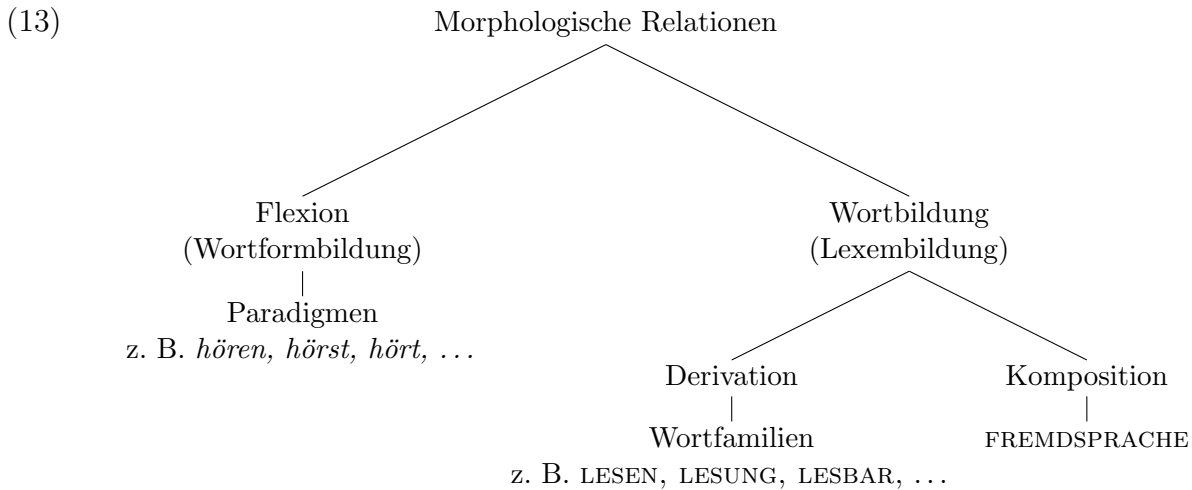 (13) Morphologische Relationen
Flexion
(Wortformbildung)
Paradigmen
z. B. hören, hörst, hört, …
Wortbildung
(Lexembildung)
Derivation
Wortfamilien
z. B. LESEN, LESUNG, LESBAR, …
Komposition
FREMDSPRACHE